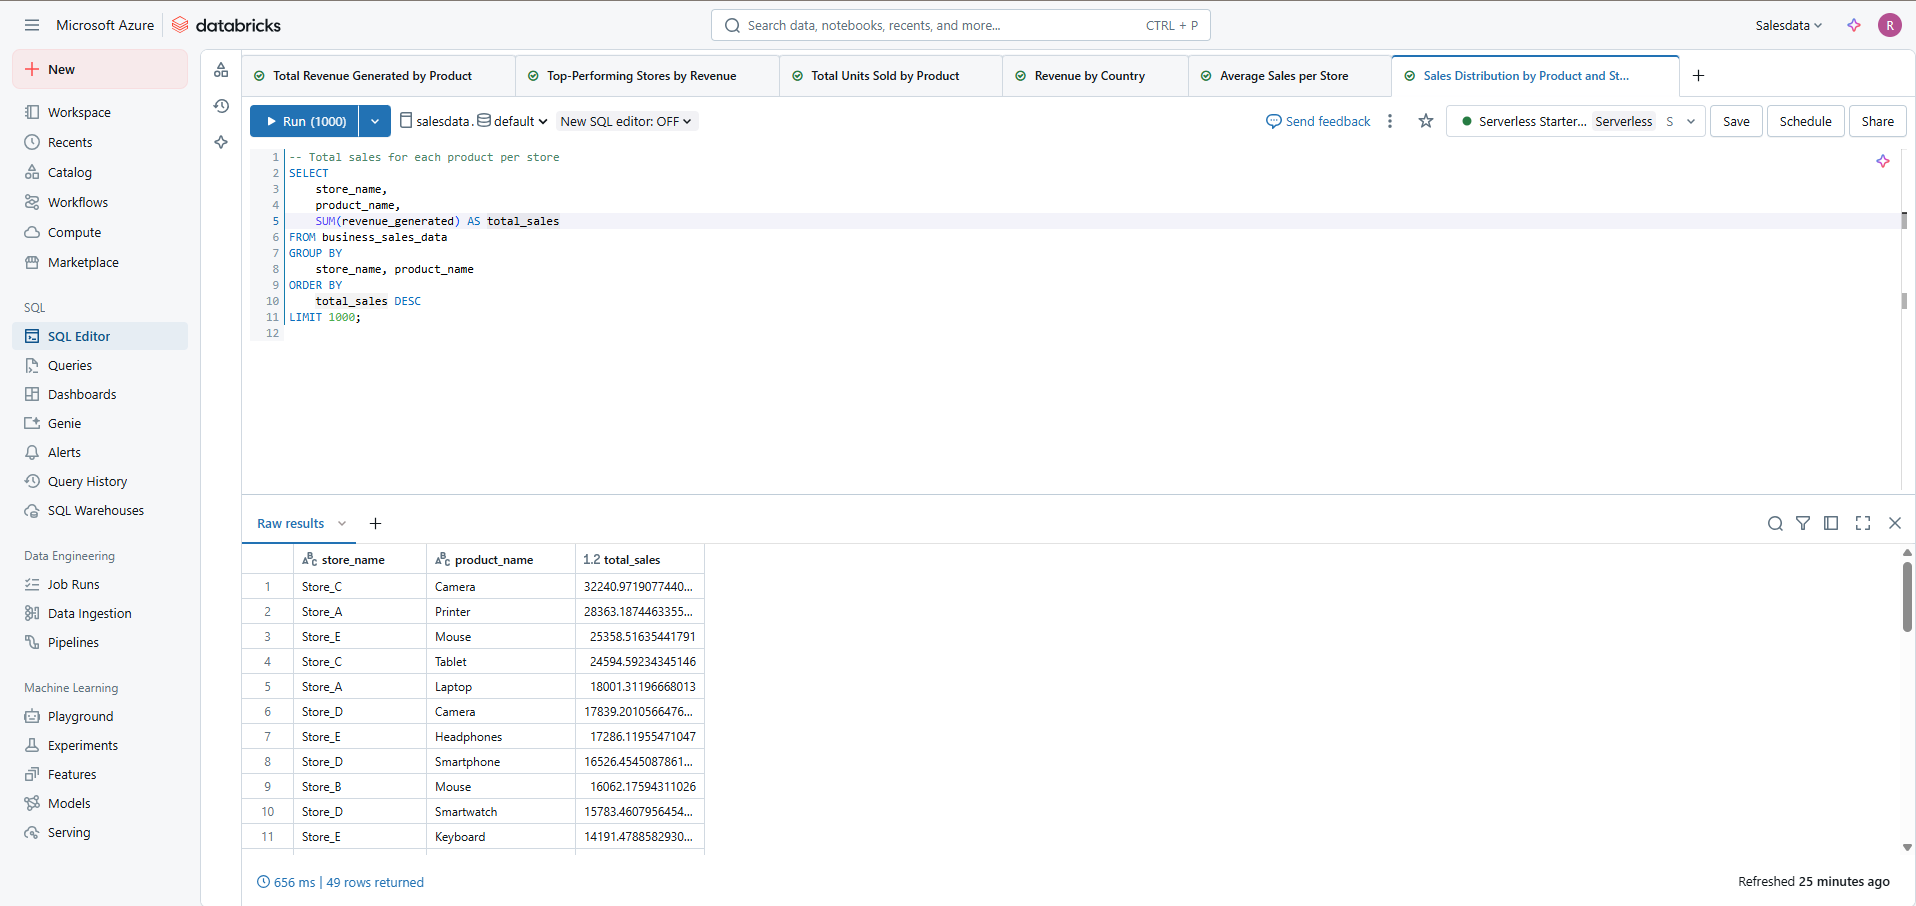 Microsoft Azure databricks Search data, notebooks, recents, and more... CTRL + P Salesdata R
New
Workspace
Recents
Catalog
Workflows
Compute
Marketplace
SQL
SQL Editor
Queries
Dashboards
Genie
Alerts
Query History
SQL Warehouses
Data Engineering
Job Runs
Data Ingestion
Pipelines
Machine Learning
Playground
Experiments
Features
Models
Serving
Total Revenue Generated by Product Top-Performing Stores by Revenue Total Units Sold by Product Revenue by Country Average Sales per Store Sales Distribution by Product and St...
Run (1000) salesdata. default New SQL editor: OFF Send feedback Serverless Starter... Serverless S Save Schedule Share
1 -- Total sales for each product per store
2 SELECT
3 store_name,
4 product_name,
5 SUM(revenue_generated) AS total_sales
6 FROM business_sales_data
7 GROUP BY
8 store_name, product_name
9 ORDER BY
10 total_sales DESC
11 LIMIT 1000;
12
Raw results
store_name product_name 1.2 total_sales
1 Store_C Camera 32240.9719077440...
2 Store_A Printer 28363.1874463355...
3 Store_E Mouse 25358.51635441791
4 Store_C Tablet 24594.59234345146
5 Store_A Laptop 18001.31196668013
6 Store_D Camera 17839.2010566476...
7 Store_E Headphones 17286.11955471047
8 Store_D Smartphone 16526.4545087861...
9 Store_B Mouse 16062.17594311026
10 Store_D Smartwatch 15783.4607956454...
11 Store_E Keyboard 14191.4788582930...
656 ms | 49 rows returned
Refreshed 25 minutes ago